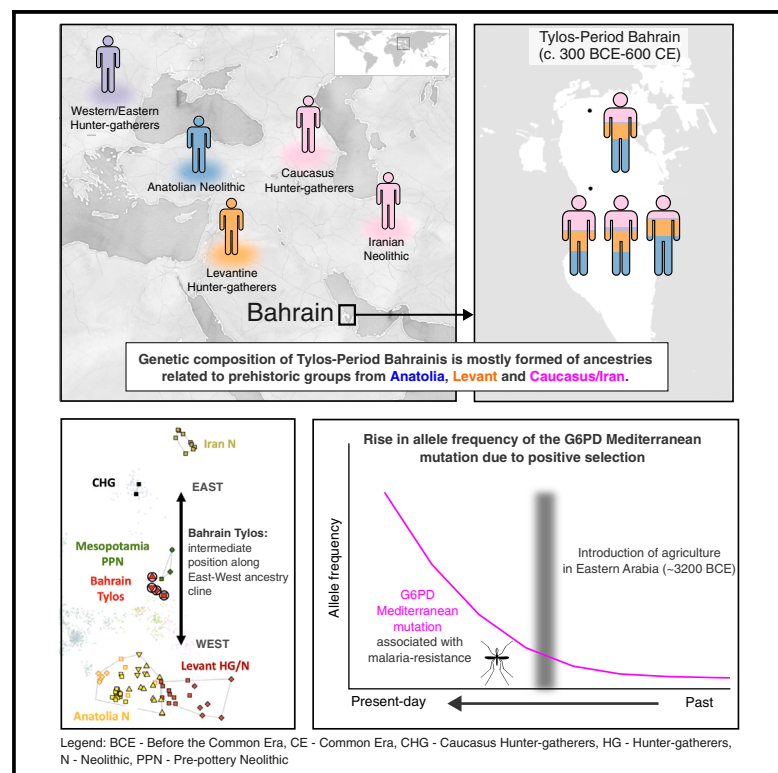 Western/Eastern
Hunter-gatherers
Anatolian Neolithic
Caucasus
Hunter-gatherers
Levantine
Hunter-gatherers
Iranian
Neolithic
Bahrain
Tylos-Period Bahrain
(c. 300 BCE-600 CE)
Genetic composition of Tylos-Period Bahrainis is mostly formed of ancestries
related to prehistoric groups from Anatolia, Levant and Caucasus/Iran.
Iran N
CHG
EAST
Mesopotamia
PPN
Bahrain
Tylos
Bahrain Tylos:
intermediate
position along
East-West ancestry
cline
WEST
Levant HG/N
Anatolia N
Rise in allele frequency of the G6PD Mediterranean
mutation due to positive selection
Allele frequency
Introduction of agriculture
in Eastern Arabia (~3200 BCE)
G6PD
Mediterranean
mutation
associated with
malaria-resistance
Present-day
Past
Legend: BCE - Before the Common Era, CE - Common Era, CHG - Caucasus Hunter-gatherers, HG - Hunter-gatherers,
N - Neolithic, PPN - Pre-pottery Neolithic